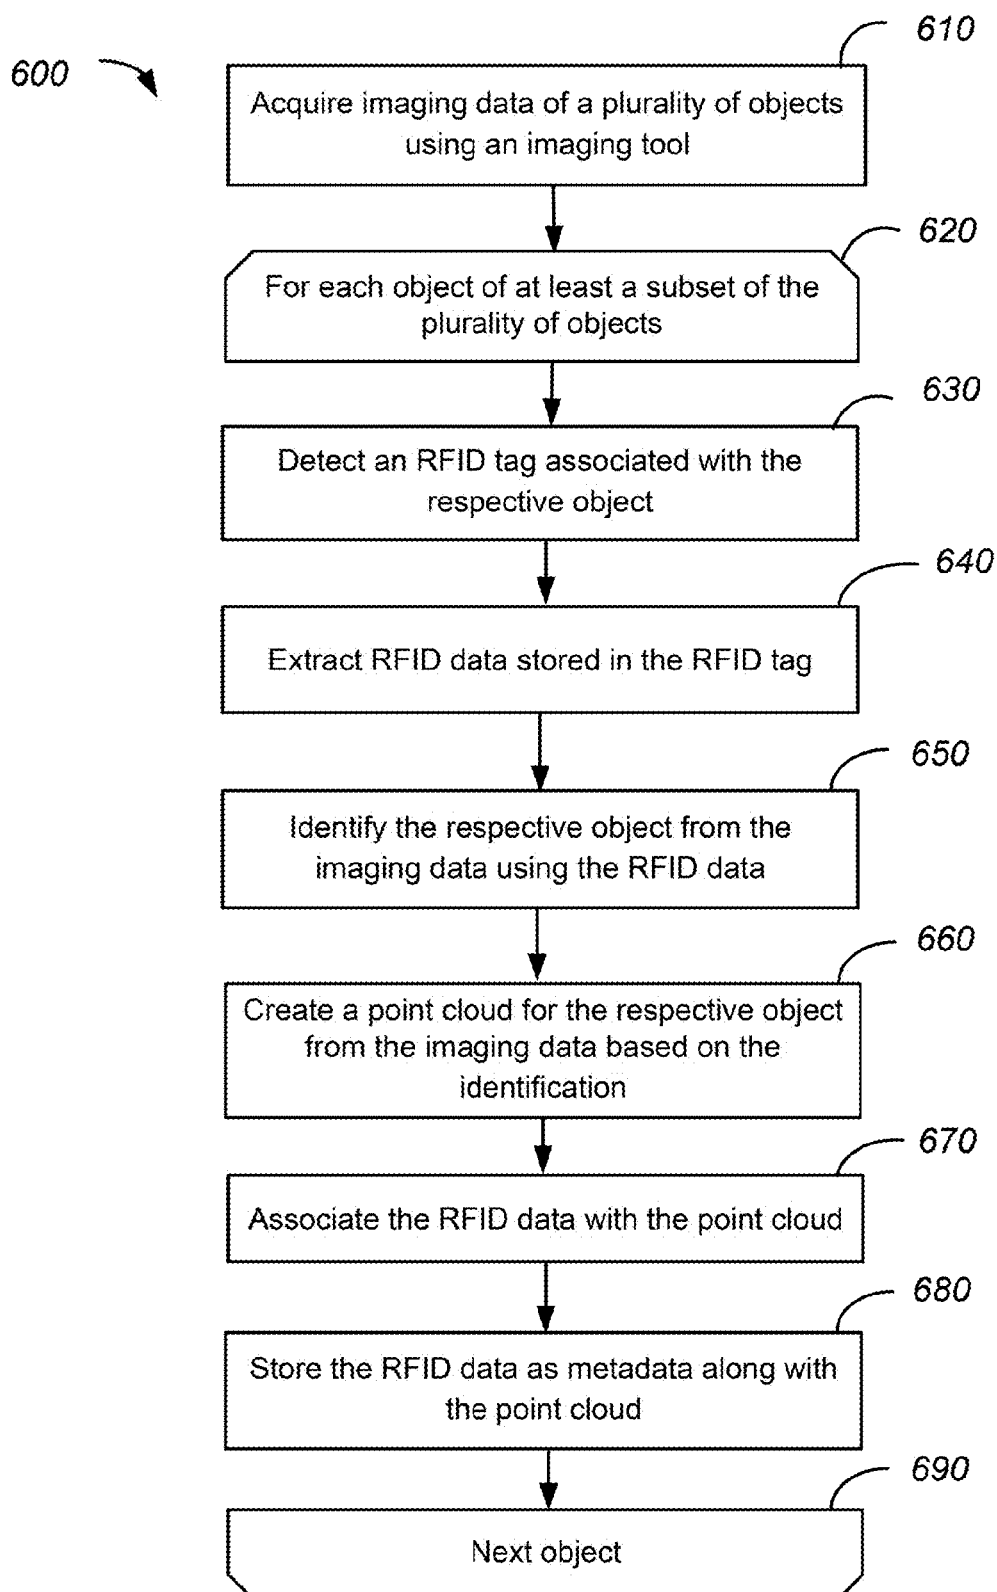 610
600
Acquire imaging data of a plurality of objects
using an imaging tool
620
For each object of at least a subset of the
plurality of objects
630
Detect an RFID tag associated with the
respective object
640
Extract RFID data stored in the RFID tag
650
Identify the respective object from the
imaging data using the RFID data
660
Create a point cloud for the respective object
from the imaging data based on the
identification
670
Associate the RFID data with the point cloud
680
Store the RFID data as metadata along with
the point cloud
690
Next object